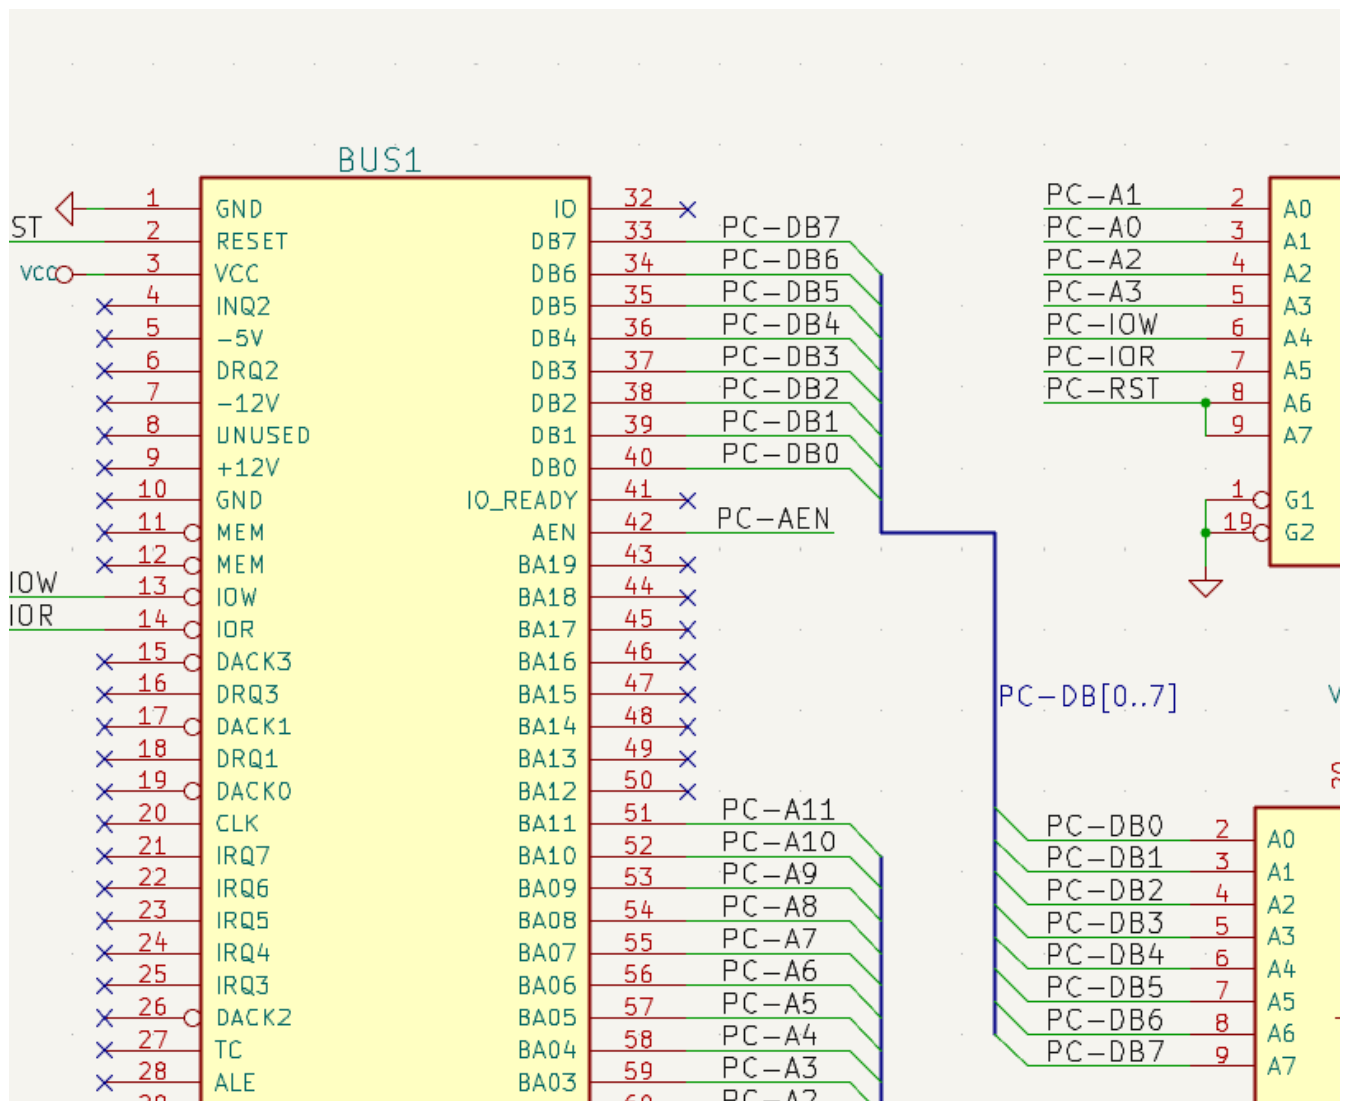 BUS1
1 GND IO 32
ST 2 RESET DB7 33 PC-DB7
VCC 3 VCC DB6 34 PC-DB6
4 INQ2 DB5 35 PC-DB5
5 -5V DB4 36 PC-DB4
6 DRQ2 DB3 37 PC-DB3
7 -12V DB2 38 PC-DB2
8 UNUSED DB1 39 PC-DB1
9 +12V DB0 40 PC-DB0
10 GND IO_READY 41
11 MEM AEN 42 PC-AEN
12 MEM BA19 43
IOW 13 IOW BA18 44
IOR 14 IOR BA17 45
15 DACK3 BA16 46
16 DRQ3 BA15 47
17 DACK1 BA14 48
18 DRQ1 BA13 49
19 DACK0 BA12 50
20 CLK BA11 51 PC-A11
21 IRQ7 BA10 52 PC-A10
22 IRQ6 BA09 53 PC-A9
23 IRQ5 BA08 54 PC-A8
24 IRQ4 BA07 55 PC-A7
25 IRQ3 BA06 56 PC-A6
26 DACK2 BA05 57 PC-A5
27 TC BA04 58 PC-A4
28 ALE BA03 59 PC-A3
PC-A1 2 A0
PC-A0 3 A1
PC-A2 4 A2
PC-A3 5 A3
PC-IOW 6 A4
PC-IOR 7 A5
PC-RST 8 A6
9 A7
1 G1
19 G2
PC-DB[0..7]
V
PC-DB0 2 A0
PC-DB1 3 A1
PC-DB2 4 A2
PC-DB3 5 A3
PC-DB4 6 A4
PC-DB5 7 A5
PC-DB6 8 A6
PC-DB7 9 A7